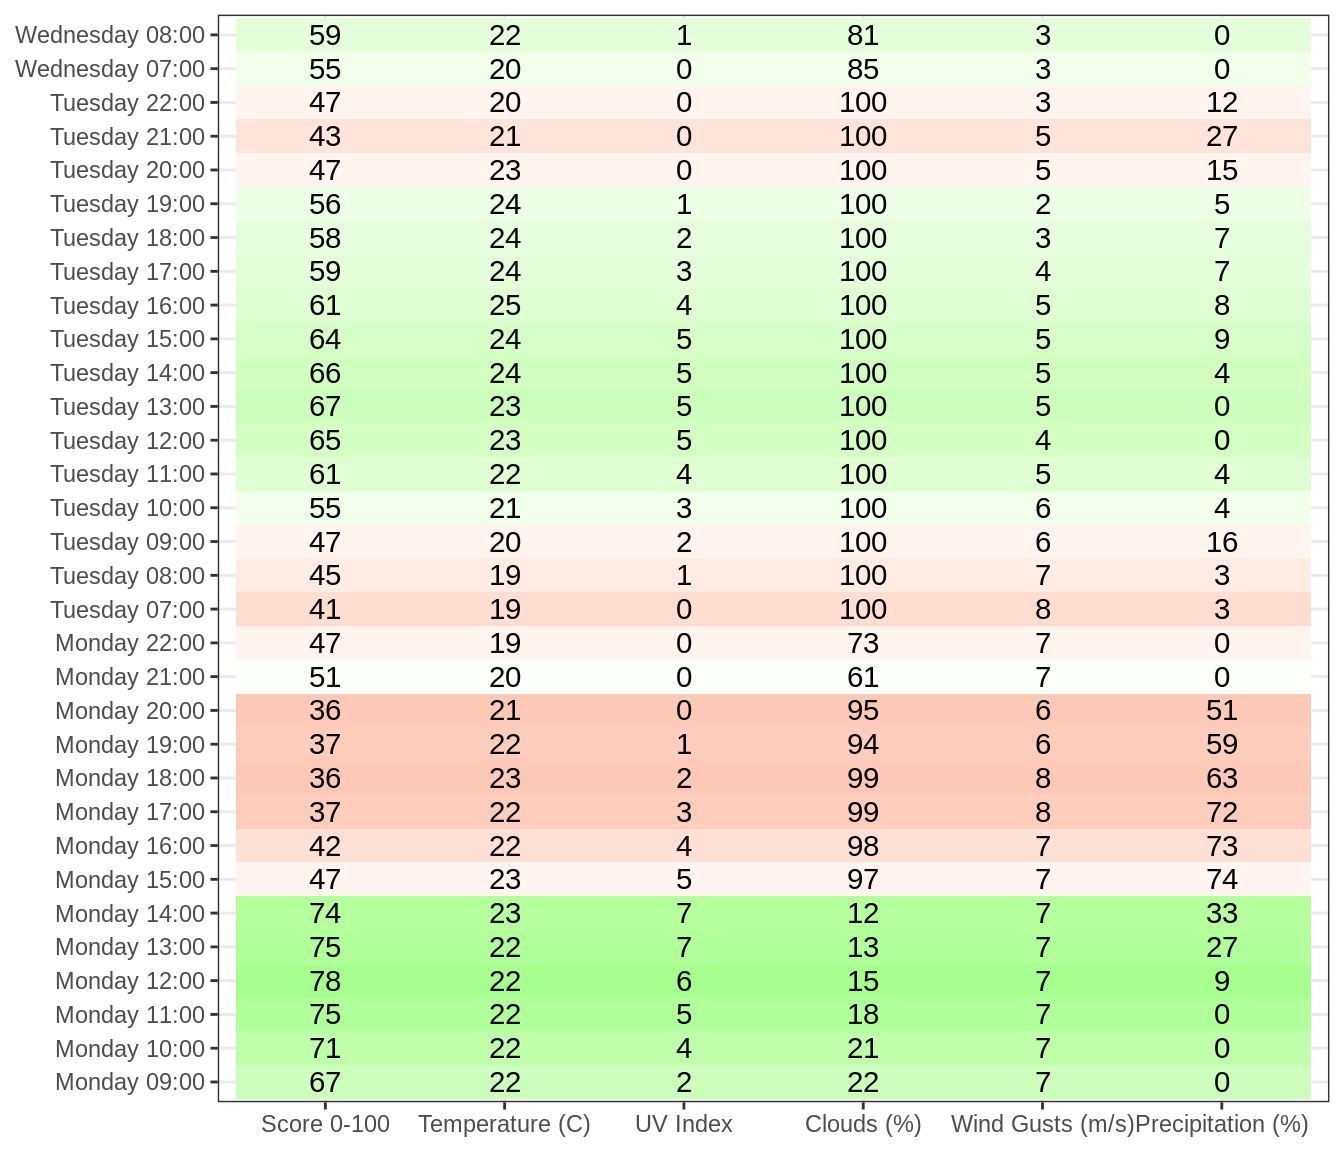 Wednesday 08:00 59 22 1 81 3 0
Wednesday 07:00 55 20 0 85 3 0
Tuesday 22:00 47 20 0 100 3 12
Tuesday 21:00 43 21 0 100 5 27
Tuesday 20:00 47 23 0 100 5 15
Tuesday 19:00 56 24 1 100 2 5
Tuesday 18:00 58 24 2 100 3 7
Tuesday 17:00 59 24 3 100 4 7
Tuesday 16:00 61 25 4 100 5 8
Tuesday 15:00 64 24 5 100 5 9
Tuesday 14:00 66 24 5 100 5 4
Tuesday 13:00 67 23 5 100 5 0
Tuesday 12:00 65 23 5 100 4 0
Tuesday 11:00 61 22 4 100 5 4
Tuesday 10:00 55 21 3 100 6 4
Tuesday 09:00 47 20 2 100 6 16
Tuesday 08:00 45 19 1 100 7 3
Tuesday 07:00 41 19 0 100 8 3
Monday 22:00 47 19 0 73 7 0
Monday 21:00 51 20 0 61 7 0
Monday 20:00 36 21 0 95 6 51
Monday 19:00 37 22 1 94 6 59
Monday 18:00 36 23 2 99 8 63
Monday 17:00 37 22 3 99 8 72
Monday 16:00 42 22 4 98 7 73
Monday 15:00 47 23 5 97 7 74
Monday 14:00 74 23 7 12 7 33
Monday 13:00 75 22 7 13 7 27
Monday 12:00 78 22 6 15 7 9
Monday 11:00 75 22 5 18 7 0
Monday 10:00 71 22 4 21 7 0
Monday 09:00 67 22 2 22 7 0
Score 0-100 Temperature (C) UV Index Clouds (%) Wind Gusts (m/s) Precipitation (%)